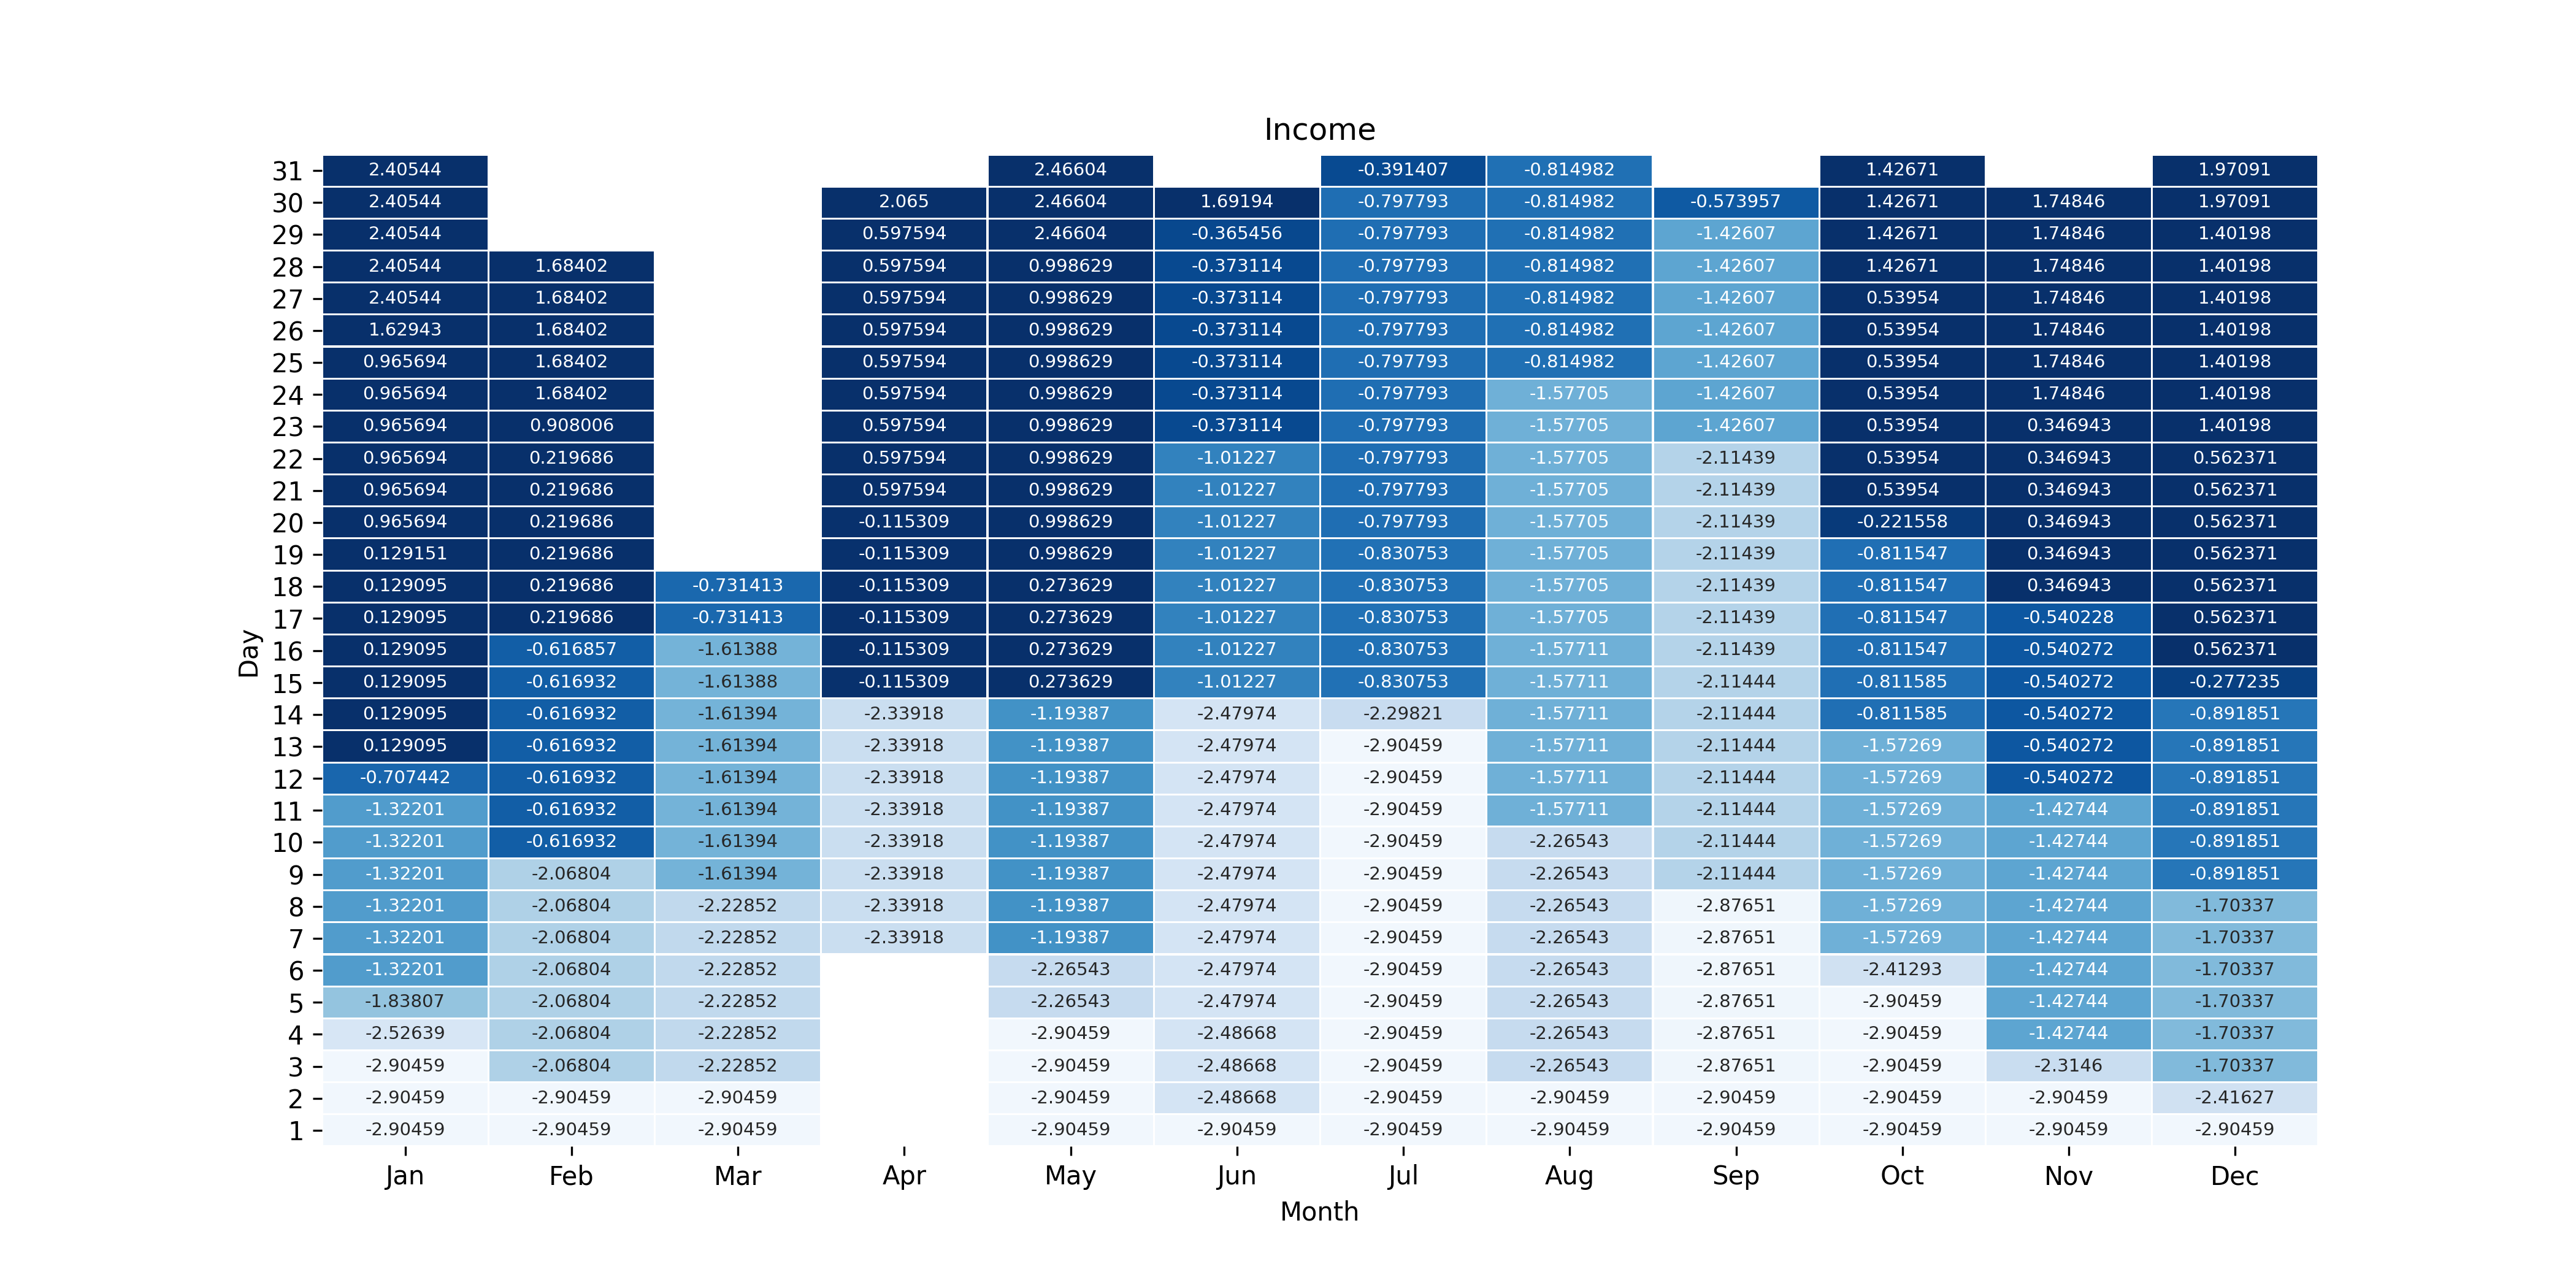 Income
31 2.40544 2.46604 -0.391407 -0.814982 1.42671 1.97091
30 2.40544 2.065 2.46604 1.69194 -0.797793 -0.814982 -0.573957 1.42671 1.74846 1.97091
29 2.40544 0.597594 2.46604 -0.365456 -0.797793 -0.814982 -1.42607 1.42671 1.74846 1.40198
28 2.40544 1.68402 0.597594 0.998629 -0.373114 -0.797793 -0.814982 -1.42607 1.42671 1.74846 1.40198
27 2.40544 1.68402 0.597594 0.998629 -0.373114 -0.797793 -0.814982 -1.42607 0.53954 1.74846 1.40198
26 1.62943 1.68402 0.597594 0.998629 -0.373114 -0.797793 -0.814982 -1.42607 0.53954 1.74846 1.40198
25 0.965694 1.68402 0.597594 0.998629 -0.373114 -0.797793 -0.814982 -1.42607 0.53954 1.74846 1.40198
24 0.965694 1.68402 0.597594 0.998629 -0.373114 -0.797793 -1.57705 -1.42607 0.53954 1.74846 1.40198
23 0.965694 0.908006 0.597594 0.998629 -0.373114 -0.797793 -1.57705 -1.42607 0.53954 0.346943 1.40198
22 0.965694 0.219686 0.597594 0.998629 -1.01227 -0.797793 -1.57705 -2.11439 0.53954 0.346943 0.562371
21 0.965694 0.219686 0.597594 0.998629 -1.01227 -0.797793 -1.57705 -2.11439 0.53954 0.346943 0.562371
20 0.965694 0.219686 -0.115309 0.998629 -1.01227 -0.797793 -1.57705 -2.11439 -0.221558 0.346943 0.562371
19 0.129151 0.219686 -0.115309 0.998629 -1.01227 -0.830753 -1.57705 -2.11439 -0.811547 0.346943 0.562371
18 0.129095 0.219686 -0.731413 -0.115309 0.273629 -1.01227 -0.830753 -1.57705 -2.11439 -0.811547 0.346943 0.562371
17 0.129095 0.219686 -0.731413 -0.115309 0.273629 -1.01227 -0.830753 -1.57705 -2.11439 -0.811547 -0.540228 0.562371
16 0.129095 -0.616857 -1.61388 -0.115309 0.273629 -1.01227 -0.830753 -1.57711 -2.11439 -0.811547 -0.540272 0.562371
15 0.129095 -0.616932 -1.61388 -0.115309 0.273629 -1.01227 -0.830753 -1.57711 -2.11444 -0.811585 -0.540272 -0.277235
14 0.129095 -0.616932 -1.61394 -2.33918 -1.19387 -2.47974 -2.29821 -1.57711 -2.11444 -0.811585 -0.540272 -0.891851
13 0.129095 -0.616932 -1.61394 -2.33918 -1.19387 -2.47974 -2.90459 -1.57711 -2.11444 -1.57269 -0.540272 -0.891851
12 -0.707442 -0.616932 -1.61394 -2.33918 -1.19387 -2.47974 -2.90459 -1.57711 -2.11444 -1.57269 -0.540272 -0.891851
11 -1.32201 -0.616932 -1.61394 -2.33918 -1.19387 -2.47974 -2.90459 -1.57711 -2.11444 -1.57269 -1.42744 -0.891851
10 -1.32201 -0.616932 -1.61394 -2.33918 -1.19387 -2.47974 -2.90459 -2.26543 -2.11444 -1.57269 -1.42744 -0.891851
9 -1.32201 -2.06804 -1.61394 -2.33918 -1.19387 -2.47974 -2.90459 -2.26543 -2.11444 -1.57269 -1.42744 -0.891851
8 -1.32201 -2.06804 -2.22852 -2.33918 -1.19387 -2.47974 -2.90459 -2.26543 -2.87651 -1.57269 -1.42744 -1.70337
7 -1.32201 -2.06804 -2.22852 -2.33918 -1.19387 -2.47974 -2.90459 -2.26543 -2.87651 -1.57269 -1.42744 -1.70337
6 -1.32201 -2.06804 -2.22852 -2.26543 -2.47974 -2.90459 -2.26543 -2.87651 -2.41293 -1.42744 -1.70337
5 -1.83807 -2.06804 -2.22852 -2.26543 -2.47974 -2.90459 -2.26543 -2.87651 -2.90459 -1.42744 -1.70337
4 -2.52639 -2.06804 -2.22852 -2.90459 -2.48668 -2.90459 -2.26543 -2.87651 -2.90459 -1.42744 -1.70337
3 -2.90459 -2.06804 -2.22852 -2.90459 -2.48668 -2.90459 -2.26543 -2.87651 -2.90459 -2.3146 -1.70337
2 -2.90459 -2.90459 -2.90459 -2.90459 -2.48668 -2.90459 -2.90459 -2.90459 -2.90459 -2.90459 -2.41627
1 -2.90459 -2.90459 -2.90459 -2.90459 -2.90459 -2.90459 -2.90459 -2.90459 -2.90459 -2.90459 -2.90459
Day
Jan Feb Mar Apr May Jun Jul Aug Sep Oct Nov Dec
Month